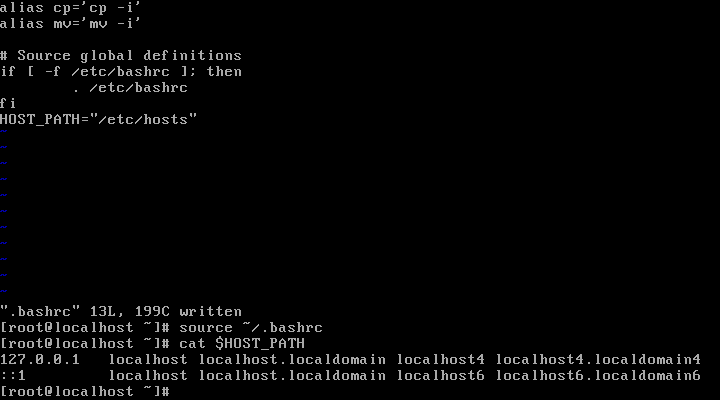 alias cp='cp -i'
alias mv='mv -i'

# Source global definitions
if [ -f /etc/bashrc ]; then
        . /etc/bashrc
fi
HOST_PATH="/etc/hosts"
~
~
~
~
~
~
~
~
~
~
~
".bashrc" 13L, 199C written
[root@localhost ~]# source ~/.bashrc
[root@localhost ~]# cat $HOST_PATH
127.0.0.1   localhost localhost.localdomain localhost4 localhost4.localdomain4
::1         localhost localhost.localdomain localhost6 localhost6.localdomain6
[root@localhost ~]#